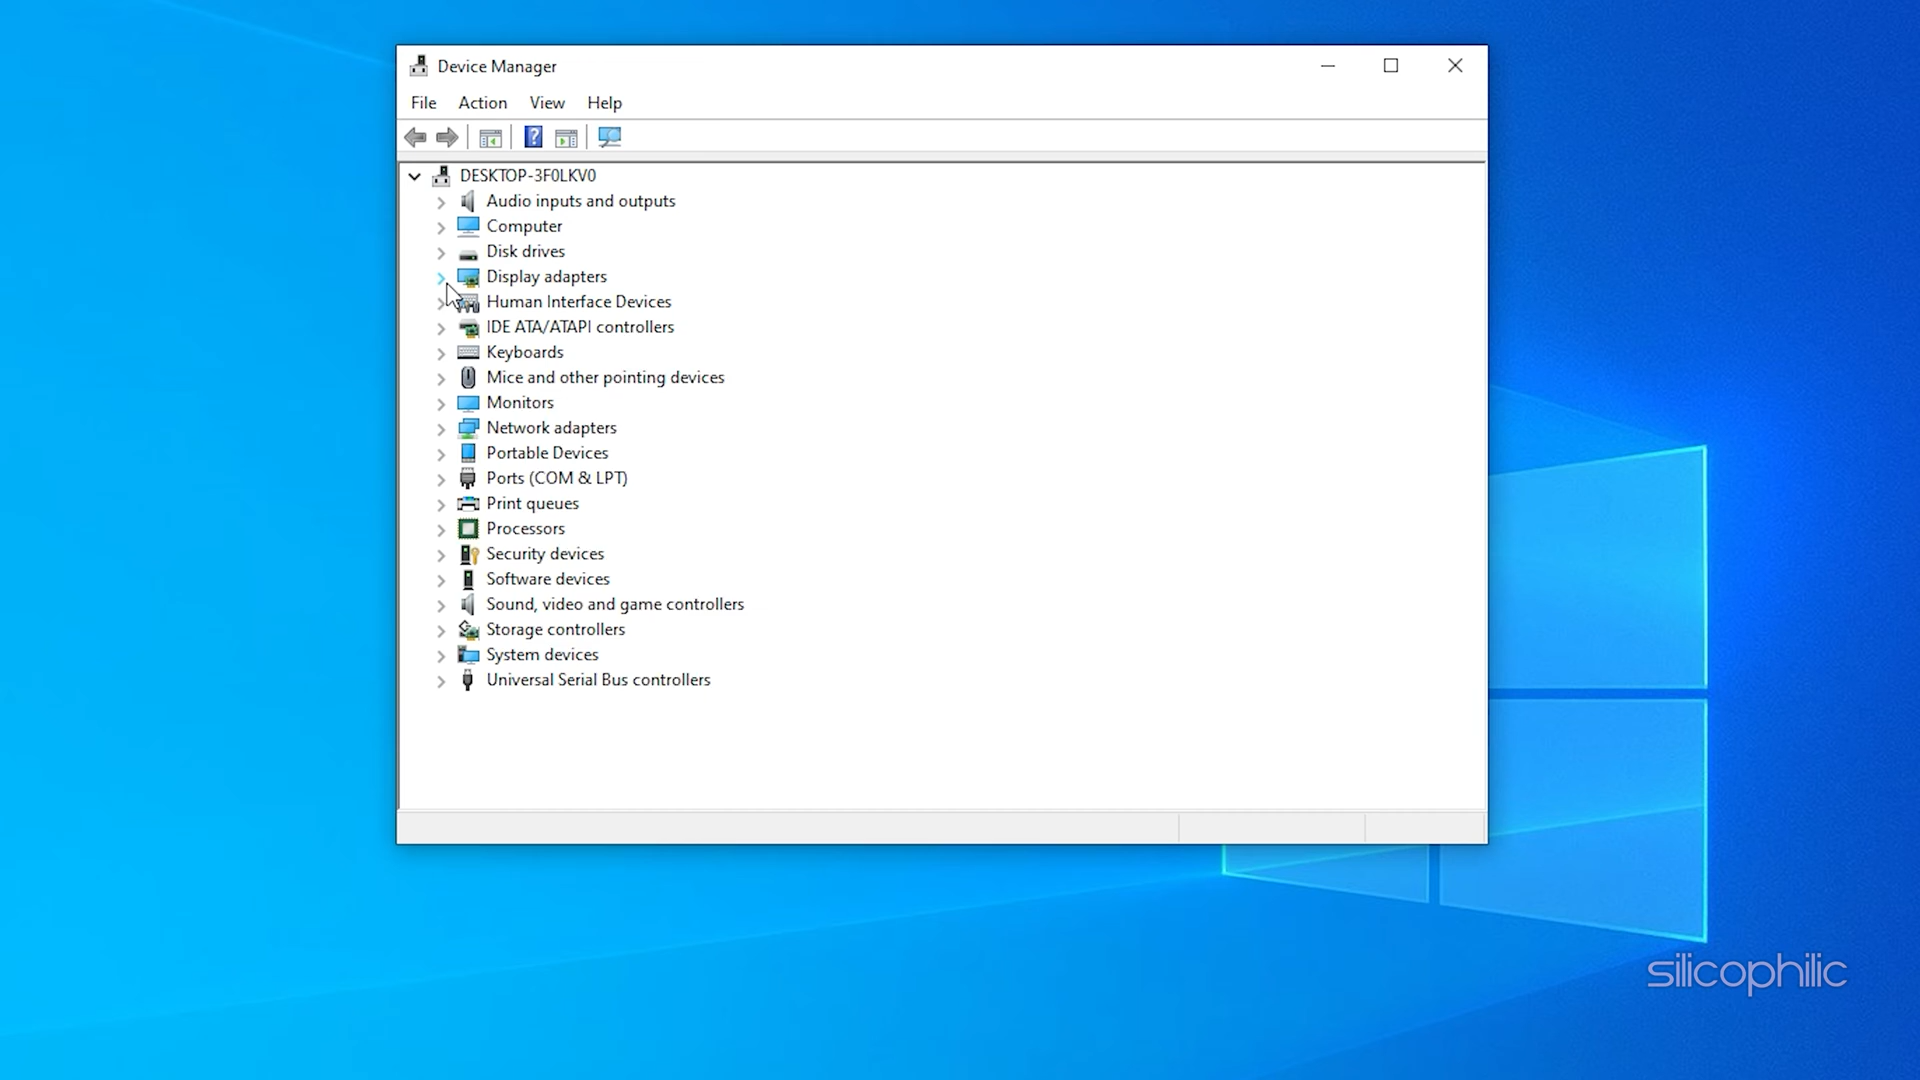 Device Manager
File Action View Help
DESKTOP-3F0LKV0
Audio inputs and outputs
Computer
Disk drives
Display adapters
Human Interface Devices
IDE ATA/ATAPI controllers
Keyboards
Mice and other pointing devices
Monitors
Network adapters
Portable Devices
Ports (COM & LPT)
Print queues
Processors
Security devices
Software devices
Sound, video and game controllers
Storage controllers
System devices
Universal Serial Bus controllers
silicophilic